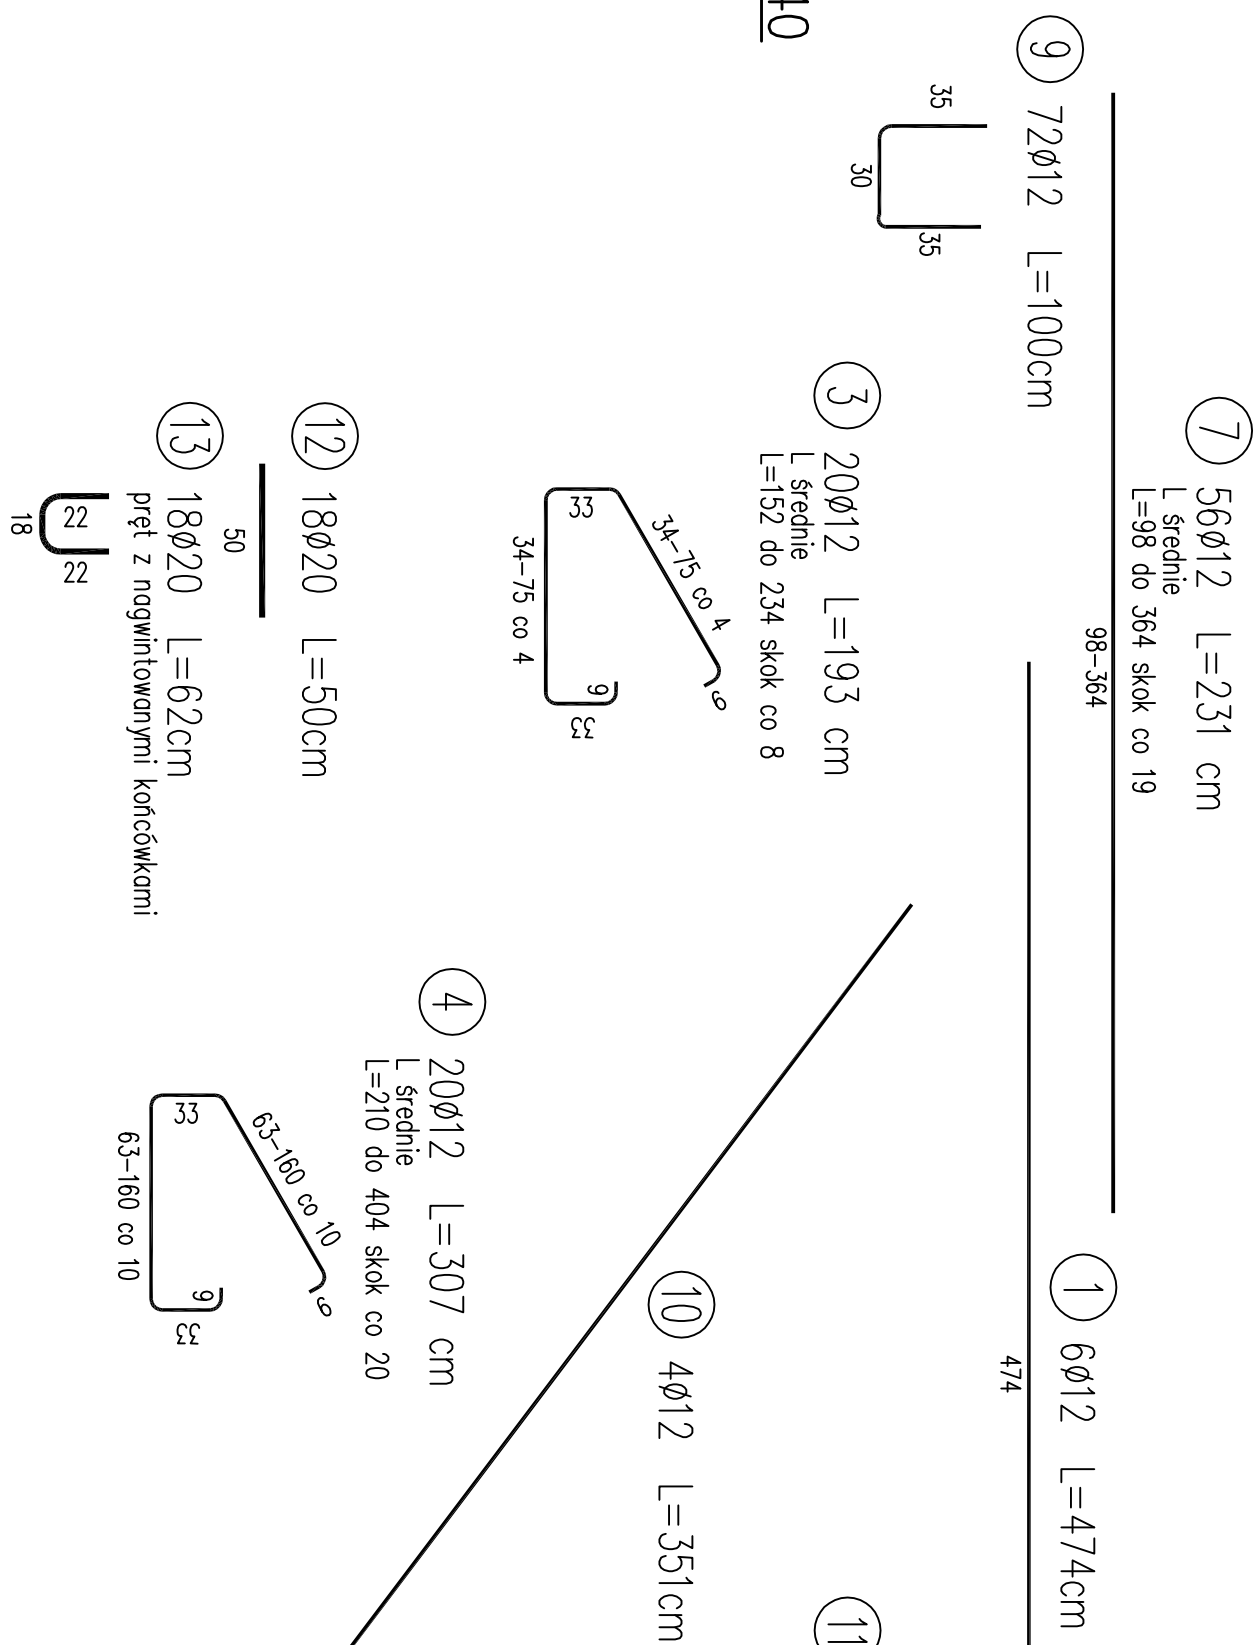 10
7
56ø12 L=231 cm
L średnie
L=98 do 364 skok co 19
98-364
9
72ø12 L=100cm
35
30
35
1
6ø12 L=474cm
474
3
20ø12 L=193 cm
L średnie
L=152 do 234 skok co 8
34-75 co 4
9
33
34-75 co 4
9
33
10
4ø12 L=351cm
11
12
18ø20 L=50cm
50
13
18ø20 L=62cm
pręt z nagwintowanymi końcówkami
22
18
22
4
20ø12 L=307 cm
L średnie
L=210 do 404 skok co 20
63-160 co 10
9
33
63-160 co 10
9
33